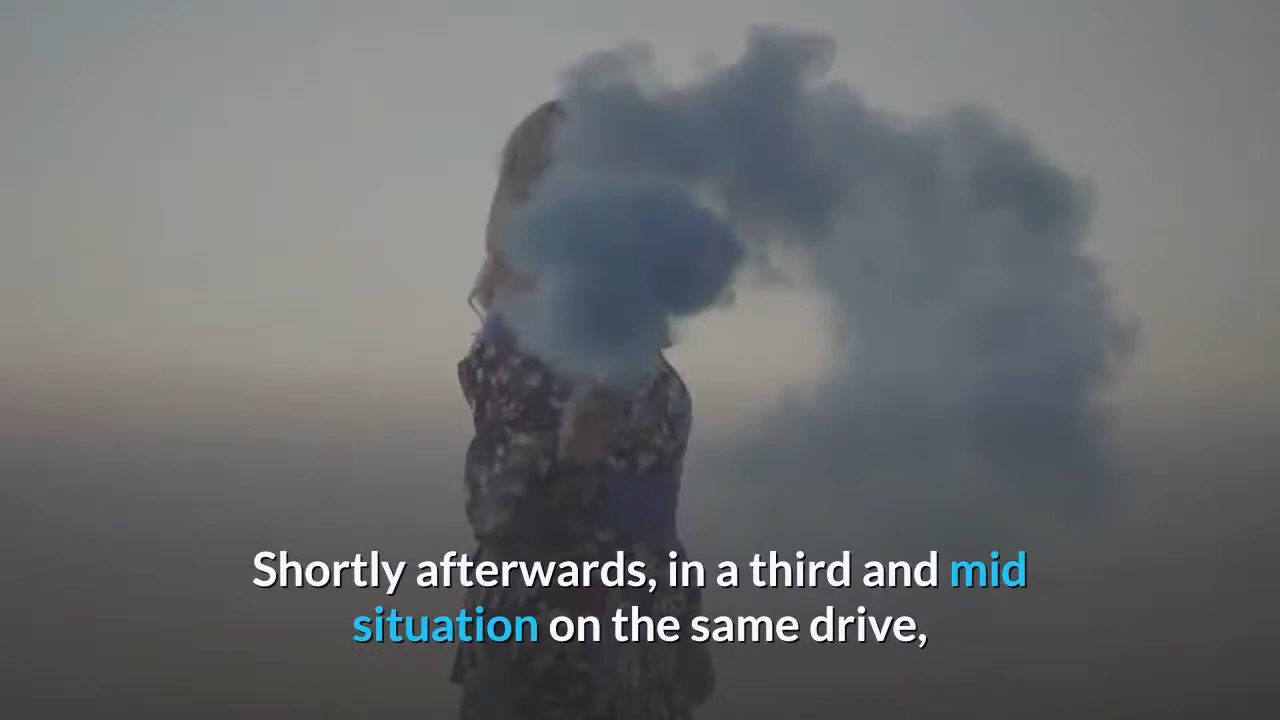 Shortly afterwards, in a third and mid
situation on the same drive,